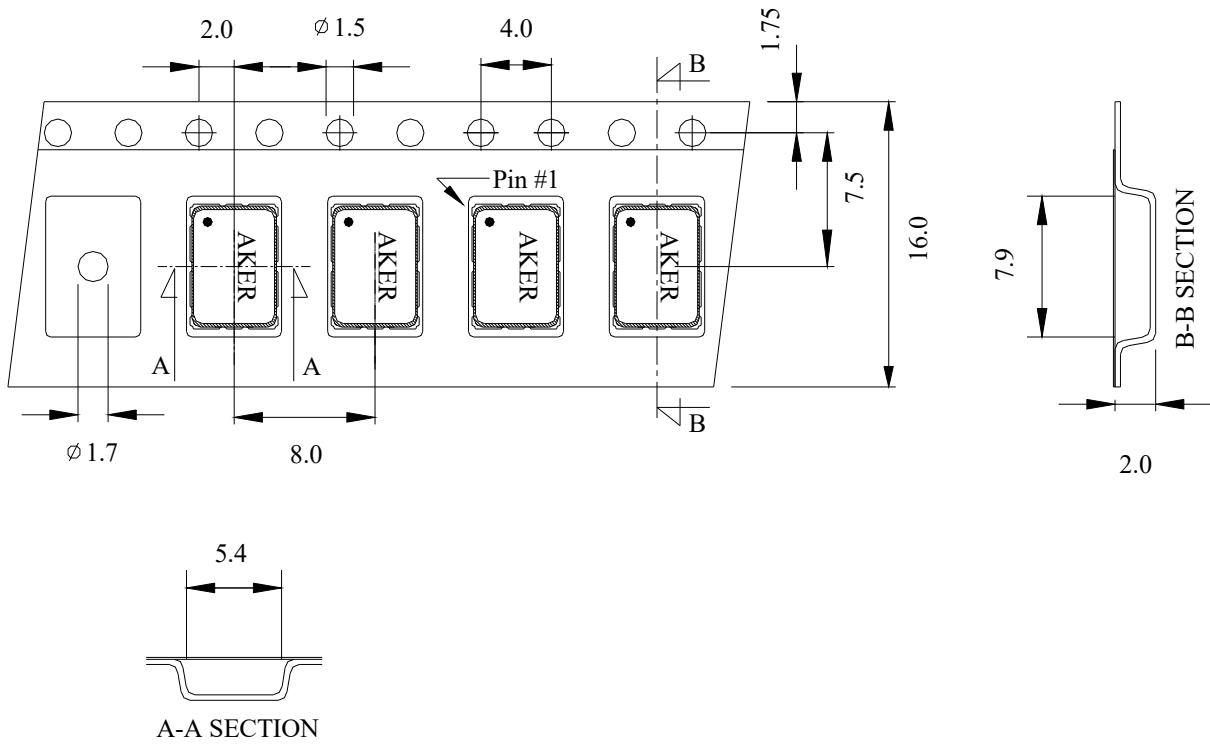 2.0
⌀ 1.5
4.0
1.75
B
Pin #1
7.5
16.0
AKER
AKER
AKER
AKER
7.9
B-B SECTION
A
A
B
⌀ 1.7
8.0
2.0
5.4
A-A SECTION